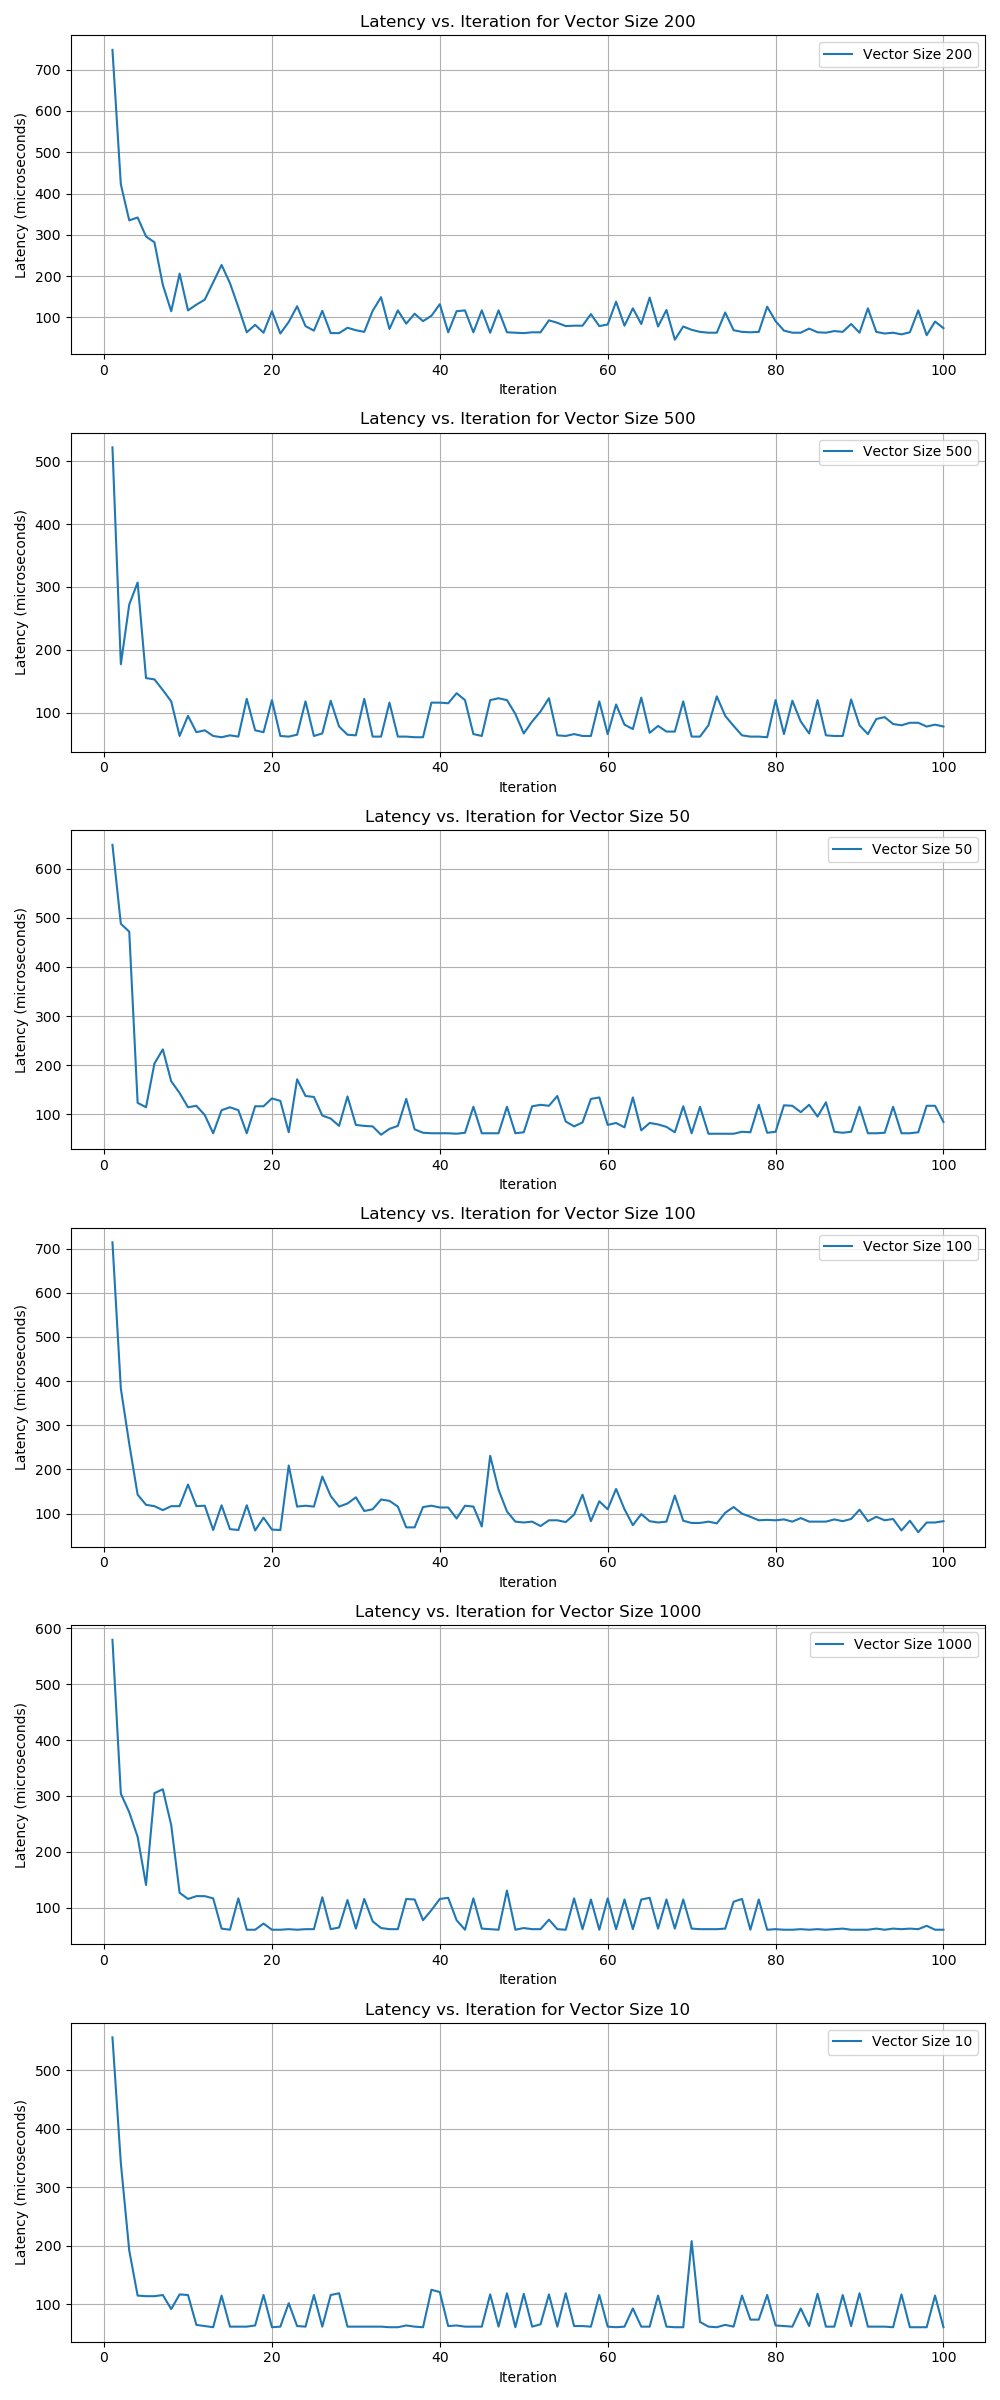 Latency vs. Iteration for Vector Size 200
Vector Size 200
700
600
500
400
300
200
100
Latency (microseconds)
0 20 40 60 80 100
Iteration
Latency vs. Iteration for Vector Size 500
Vector Size 500
500
400
300
200
100
Latency (microseconds)
0 20 40 60 80 100
Iteration
Latency vs. Iteration for Vector Size 50
Vector Size 50
600
500
400
300
200
100
Latency (microseconds)
0 20 40 60 80 100
Iteration
Latency vs. Iteration for Vector Size 100
Vector Size 100
700
600
500
400
300
200
100
Latency (microseconds)
0 20 40 60 80 100
Iteration
Latency vs. Iteration for Vector Size 1000
Vector Size 1000
600
500
400
300
200
100
Latency (microseconds)
0 20 40 60 80 100
Iteration
Latency vs. Iteration for Vector Size 10
Vector Size 10
500
400
300
200
100
Latency (microseconds)
0 20 40 60 80 100
Iteration